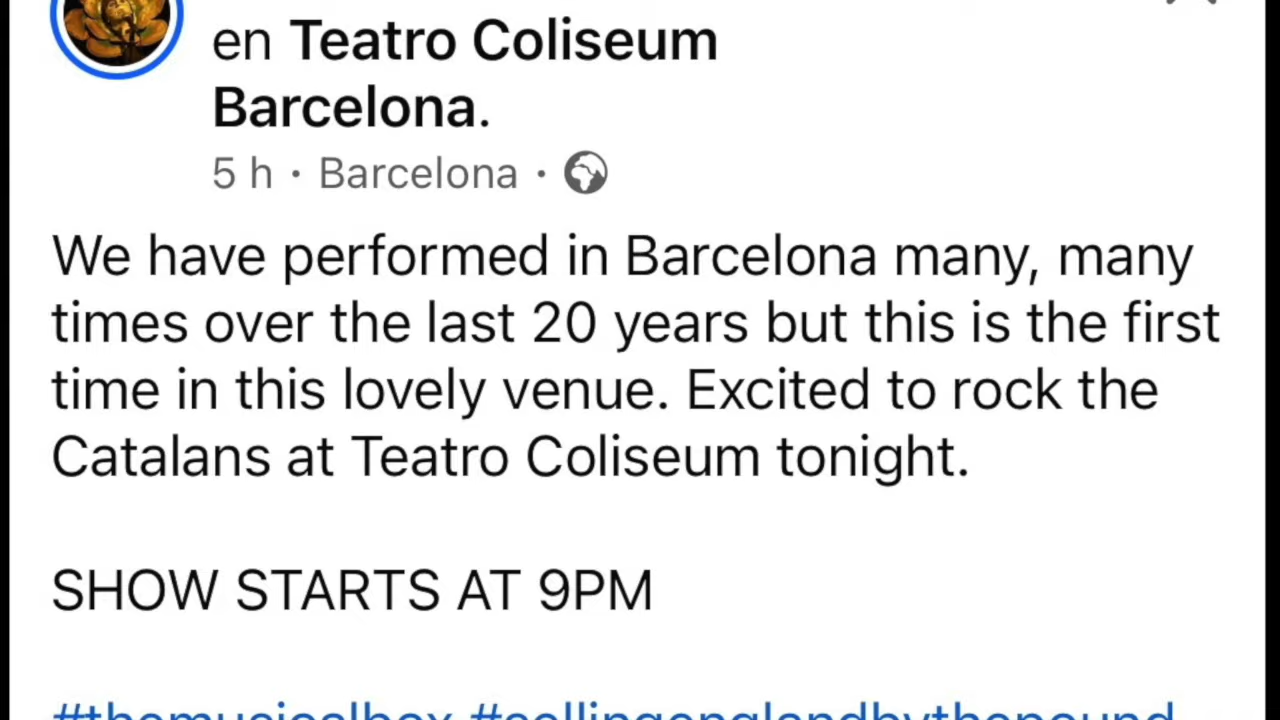 en Teatro Coliseum
Barcelona.
5 h · Barcelona ·
We have performed in Barcelona many, many
times over the last 20 years but this is the first
time in this lovely venue. Excited to rock the
Catalans at Teatro Coliseum tonight.
SHOW STARTS AT 9PM
#themusicalbox #sellingenglandbythepound